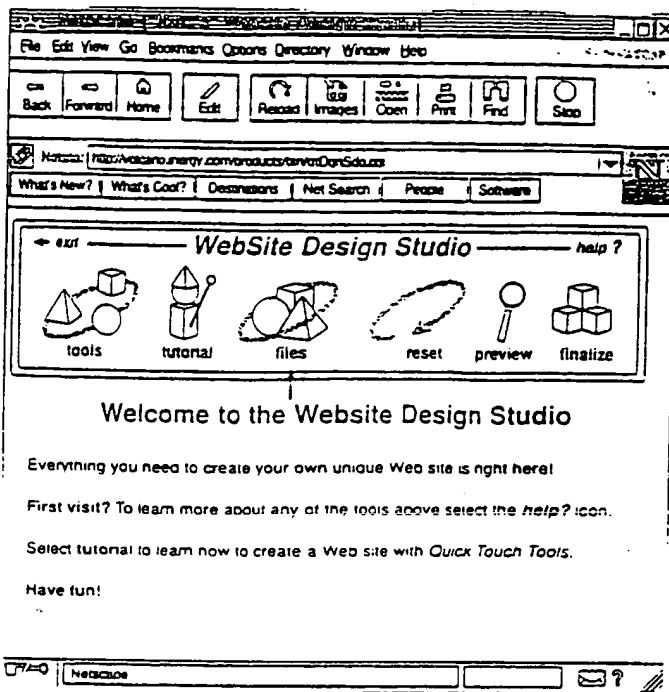 File Edit View Go Bookmarks Options Directory Window Help
Back Forward Home Edit Reload Images Open Print Find Stop
What's New? What's Cool? Destinations Net Search People Software
exit WebSite Design Studio help ?
tools tutorial files reset preview finalize
Welcome to the Website Design Studio
Everything you need to create your own unique Web site is right here!
First visit? To learn more about any of the tools above select the help? icon.
Select tutorial to learn how to create a Web site with Quick Touch Tools.
Have fun!
Netscape